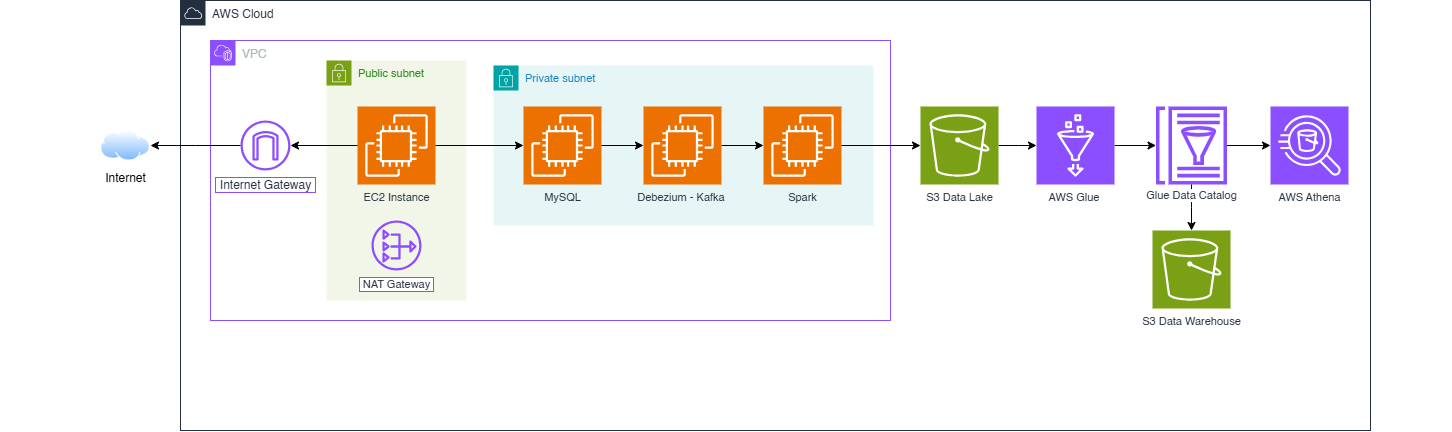 AWS Cloud
VPC
Public subnet
Private subnet
Internet
Internet Gateway
EC2 Instance
MySQL
Debezium - Kafka
Spark
S3 Data Lake
AWS Glue
Glue Data Catalog
AWS Athena
NAT Gateway
S3 Data Warehouse